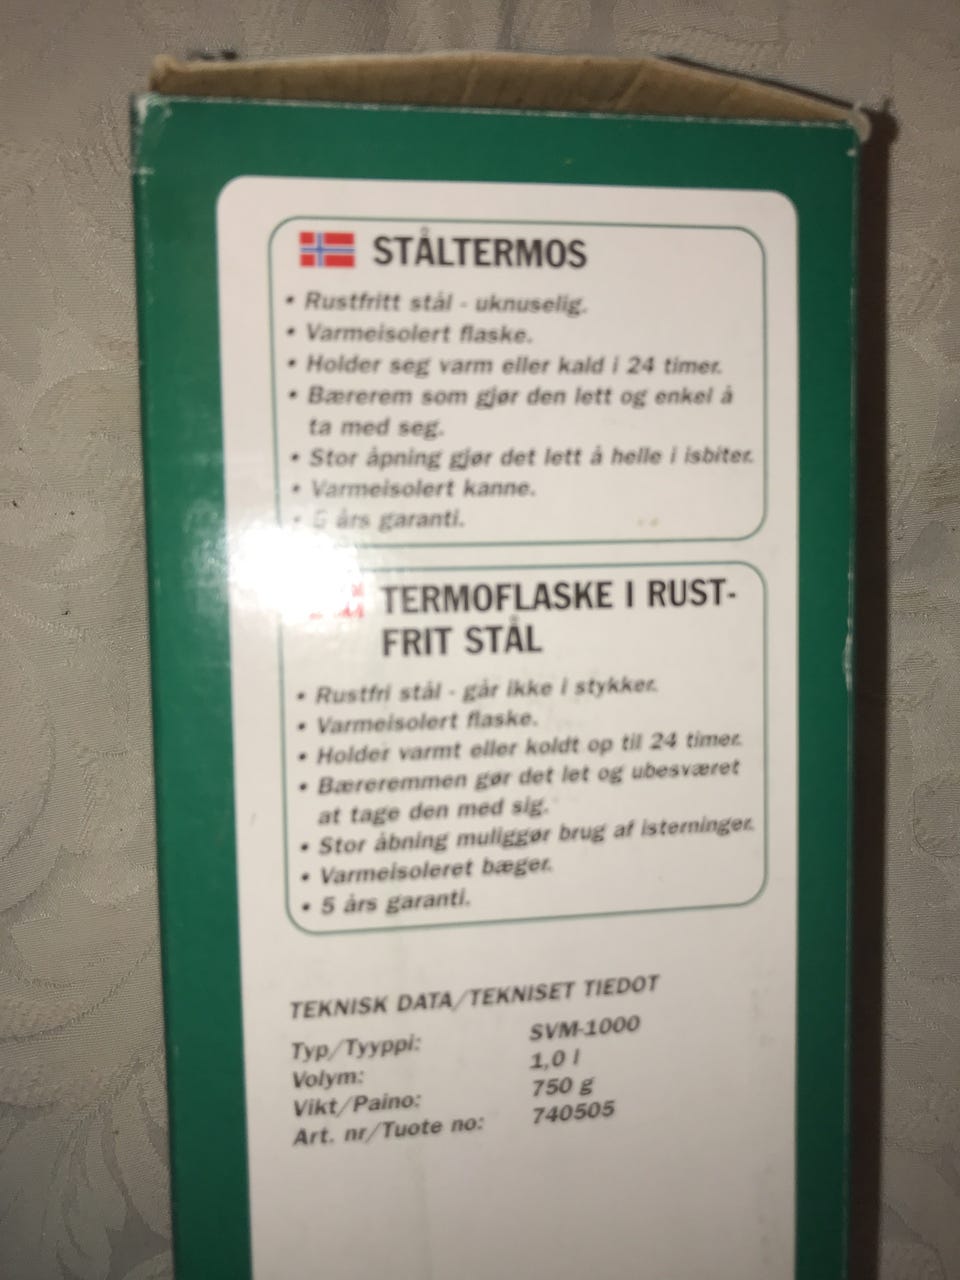 STÅLTERMOS
• Rustfritt stål - uknuselig.
• Varmeisolert flaske.
• Holder seg varm eller kald i 24 timer.
• Bærerem som gjør den lett og enkel å
ta med seg.
• Stor åpning gjør det lett å helle i isbiter.
• Varmeisolert kanne.
• 5 års garanti.
TERMOFLASKE I RUST-
FRIT STÅL
• Rustfri stål - går ikke i stykker.
• Varmeisolert flaske.
• Holder varmt eller koldt op til 24 timer.
• Bæreremmen gør det let og ubesværet
at tage den med sig.
• Stor åbning muliggør brug af isterninger.
• Varmeisoleret bæger.
• 5 års garanti.
TEKNISK DATA/TEKNISET TIEDOT
Typ/Tyyppi: SVM-1000
Volym: 1,0 l
Vikt/Paino: 750 g
Art. nr/Tuote no: 740505